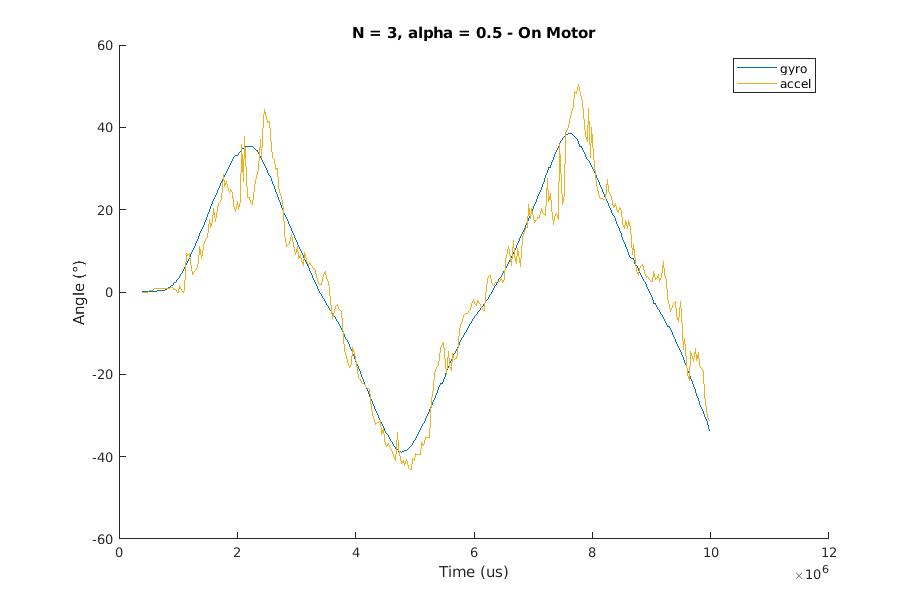 N = 3, alpha = 0.5 - On Motor
60
gyro
accel
40
20
Angle (°)
0
-20
-40
-60
0 2 4 6 8 10 12
Time (us)
×10^6